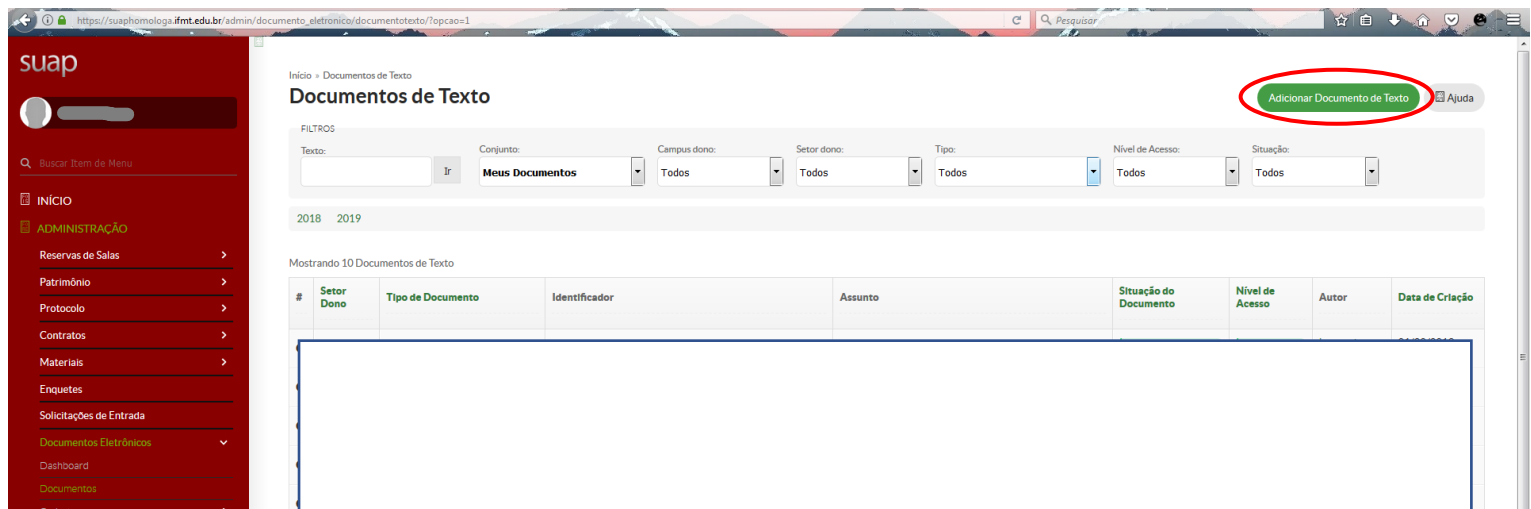 https://suaphomologa.ifmt.edu.br/admin/documento_eletronico/documentotexto/?opcao=1
Pesquisar
suap
Buscar Item de Menu
INÍCIO
ADMINISTRAÇÃO
Reservas de Salas
Patrimônio
Protocolo
Contratos
Materiais
Enquetes
Solicitações de Entrada
Documentos Eletrônicos
Dashboard
Documentos
Início » Documentos de Texto
Documentos de Texto
Adicionar Documento de Texto
Ajuda
FILTROS
Texto: Conjunto: Campus dono: Setor dono: Tipo: Nível de Acesso: Situação:
Ir Meus Documentos Todos Todos Todos Todos Todos
2018 2019
Mostrando 10 Documentos de Texto
# Setor Dono Tipo de Documento Identificador Assunto Situação do Documento Nível de Acesso Autor Data de Criação